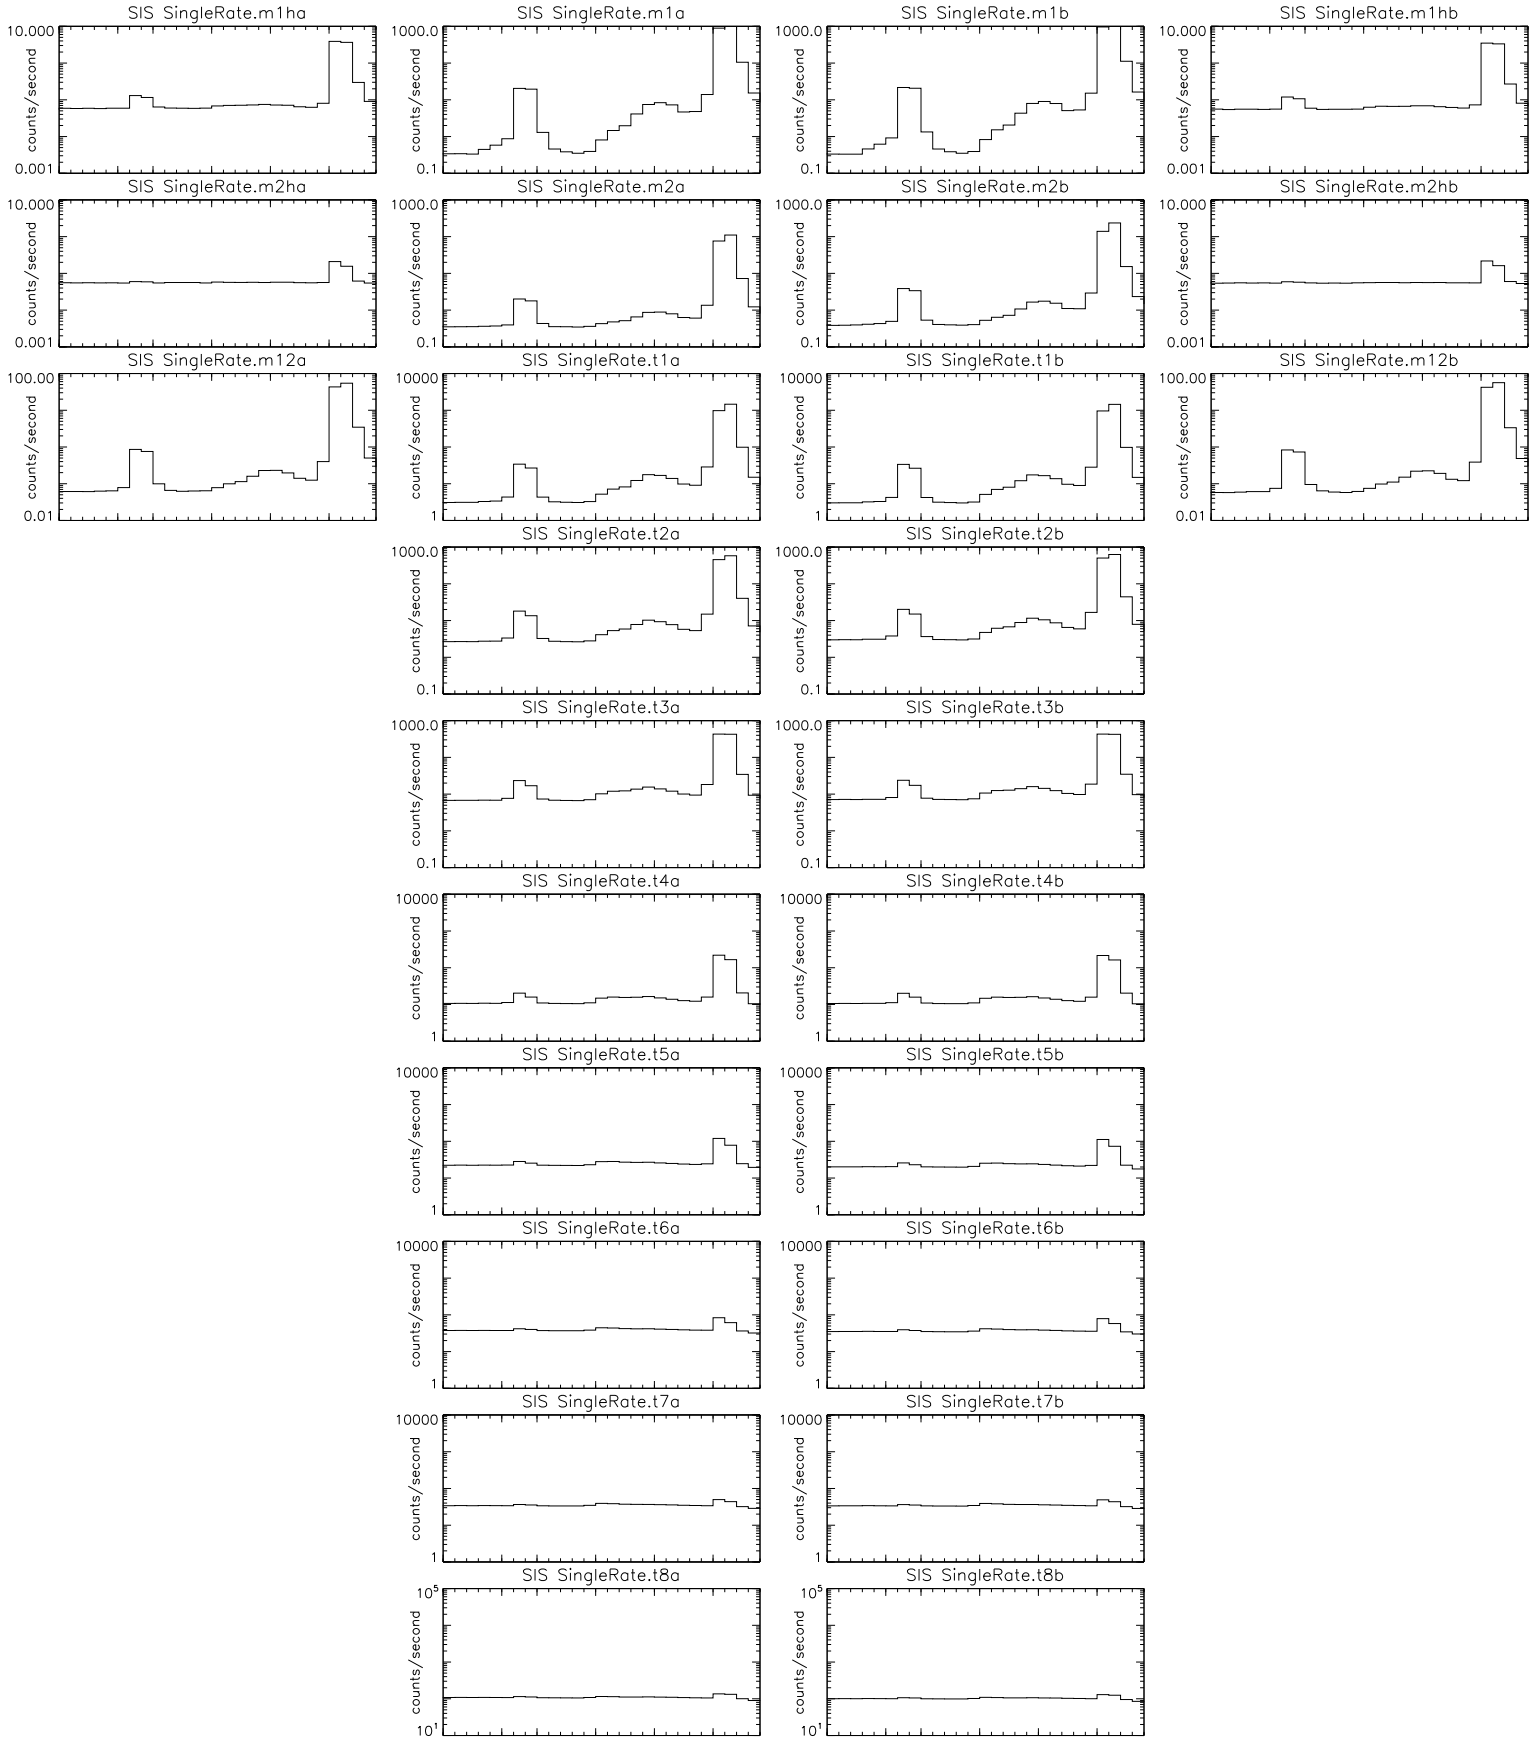 SIS SingleRate.m1ha
10.000
counts/second
0.001
SIS SingleRate.m1a
1000.0
counts/second
0.1
SIS SingleRate.m1b
1000.0
counts/second
0.1
SIS SingleRate.m1hb
10.000
counts/second
0.001
SIS SingleRate.m2ha
10.000
counts/second
0.001
SIS SingleRate.m2a
1000.0
counts/second
0.1
SIS SingleRate.m2b
1000.0
counts/second
0.1
SIS SingleRate.m2hb
10.000
counts/second
0.001
SIS SingleRate.m12a
100.00
counts/second
0.01
SIS SingleRate.t1a
10000
counts/second
1
SIS SingleRate.t1b
10000
counts/second
1
SIS SingleRate.m12b
100.00
counts/second
0.01
SIS SingleRate.t2a
1000.0
counts/second
0.1
SIS SingleRate.t2b
1000.0
counts/second
0.1
SIS SingleRate.t3a
1000.0
counts/second
0.1
SIS SingleRate.t3b
1000.0
counts/second
0.1
SIS SingleRate.t4a
10000
counts/second
1
SIS SingleRate.t4b
10000
counts/second
1
SIS SingleRate.t5a
10000
counts/second
1
SIS SingleRate.t5b
10000
counts/second
1
SIS SingleRate.t6a
10000
counts/second
1
SIS SingleRate.t6b
10000
counts/second
1
SIS SingleRate.t7a
10000
counts/second
1
SIS SingleRate.t7b
10000
counts/second
1
SIS SingleRate.t8a
10⁵
counts/second
10¹
SIS SingleRate.t8b
10⁵
counts/second
10¹